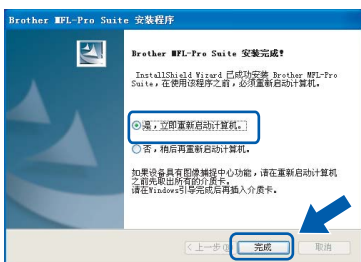 Brother MFL-Pro Suite 安装程序
Brother MFL-Pro Suite 安装完成!
InstallShield Wizard 已成功安装 Brother MFL-Pro
Suite，在使用该程序之前，必须重新启动计算机。
是，立即重新启动计算机。
否，稍后再重新启动计算机。
如果设备具有图像捕捉中心功能，请在重新启动计算机
之前先取出所有的介质卡。
请在Windows引导完成后再插入介质卡。
< 上一步(B) 完成 取消